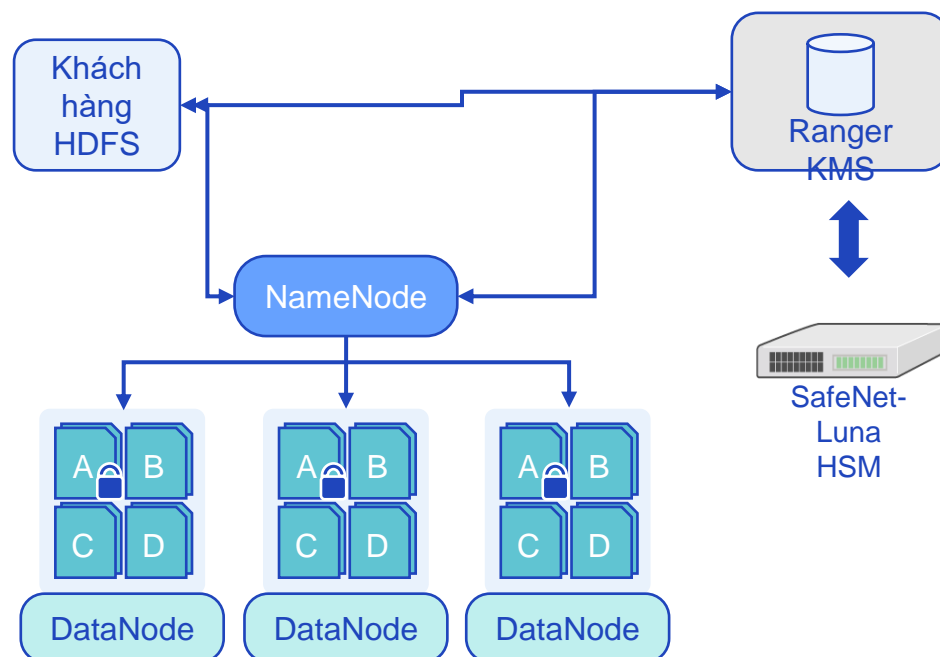 Khách
hàng
HDFS
Ranger
KMS
NameNode
SafeNet-
Luna
HSM
A B
C D
A B
C D
A B
C D
DataNode
DataNode
DataNode